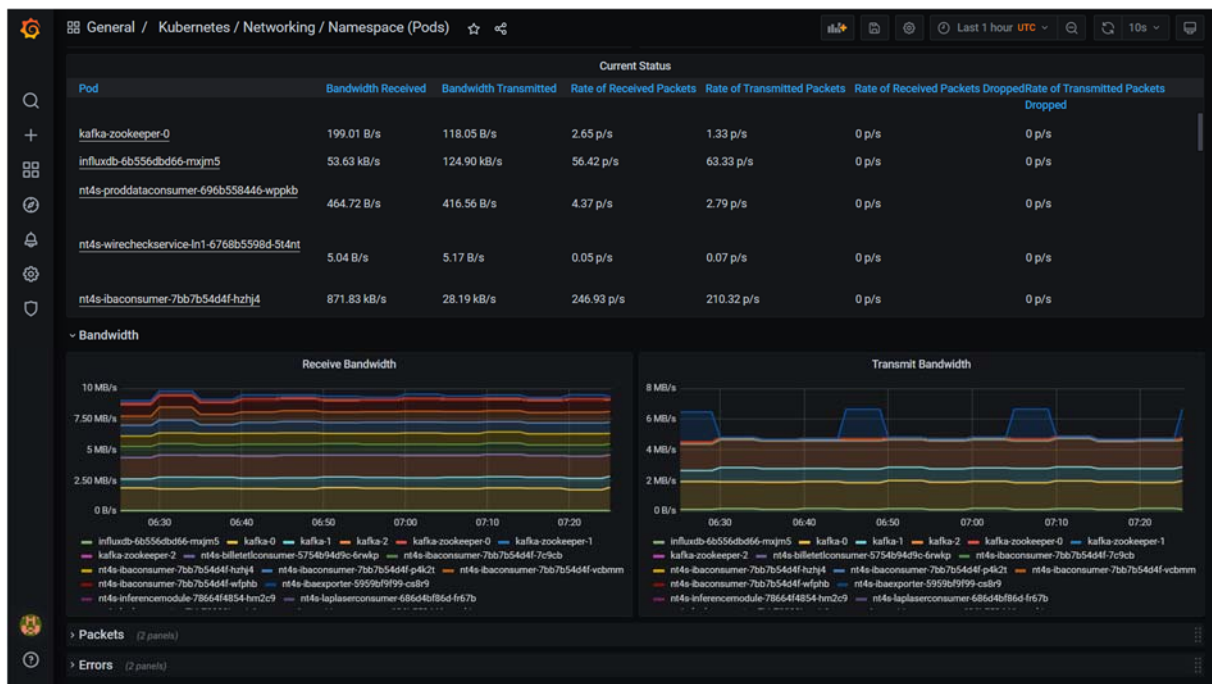 General / Kubernetes / Networking / Namespace (Pods)
Last 1 hour UTC
10s
Current Status
Pod Bandwidth Received Bandwidth Transmitted Rate of Received Packets Rate of Transmitted Packets Rate of Received Packets Dropped Rate of Transmitted Packets
Dropped
kafka-zookeeper-0 199.01 B/s 118.05 B/s 2.65 p/s 1.33 p/s 0 p/s 0 p/s
influxdb-6b556dbd66-mxjm5 53.63 kB/s 124.90 kB/s 56.42 p/s 63.33 p/s 0 p/s 0 p/s
nt4s-proddataconsumer-696b558446-wppkb
464.72 B/s 416.56 B/s 4.37 p/s 2.79 p/s 0 p/s 0 p/s
nt4s-wirecheckservice-ln1-6768b5598d-5t4nt
5.04 B/s 5.17 B/s 0.05 p/s 0.07 p/s 0 p/s 0 p/s
nt4s-ibaconsumer-7bb7b54d4f-hzhj4 871.83 kB/s 28.19 kB/s 246.93 p/s 210.32 p/s 0 p/s 0 p/s
Bandwidth
Receive Bandwidth
10 MB/s
7.50 MB/s
5 MB/s
2.50 MB/s
0 B/s
06:30 06:40 06:50 07:00 07:10 07:20
influxdb-6b556dbd66-mxjm5 kafka-0 kafka-1 kafka-2 kafka-zookeeper-0 kafka-zookeeper-1
kafka-zookeeper-2 nt4s-billetetlconsumer-5754b94d9c-6rwkp nt4s-ibaconsumer-7bb7b54d4f-7c9cb
nt4s-ibaconsumer-7bb7b54d4f-hzhj4 nt4s-ibaconsumer-7bb7b54d4f-p4k2t nt4s-ibaconsumer-7bb7b54d4f-vcbmm
nt4s-ibaconsumer-7bb7b54d4f-wfphb nt4s-ibaexporter-5959bf9f99-cs8r9
nt4s-inferencemodule-78664f4854-hm2c9 nt4s-laplaserconsumer-686d4bf86d-fr67b
Transmit Bandwidth
8 MB/s
6 MB/s
4 MB/s
2 MB/s
0 B/s
06:30 06:40 06:50 07:00 07:10 07:20
influxdb-6b556dbd66-mxjm5 kafka-0 kafka-1 kafka-2 kafka-zookeeper-0 kafka-zookeeper-1
kafka-zookeeper-2 nt4s-billetetlconsumer-5754b94d9c-6rwkp nt4s-ibaconsumer-7bb7b54d4f-7c9cb
nt4s-ibaconsumer-7bb7b54d4f-hzhj4 nt4s-ibaconsumer-7bb7b54d4f-p4k2t nt4s-ibaconsumer-7bb7b54d4f-vcbmm
nt4s-ibaconsumer-7bb7b54d4f-wfphb nt4s-ibaexporter-5959bf9f99-cs8r9
nt4s-inferencemodule-78664f4854-hm2c9 nt4s-laplaserconsumer-686d4bf86d-fr67b
Packets (2 panels)
Errors (2 panels)